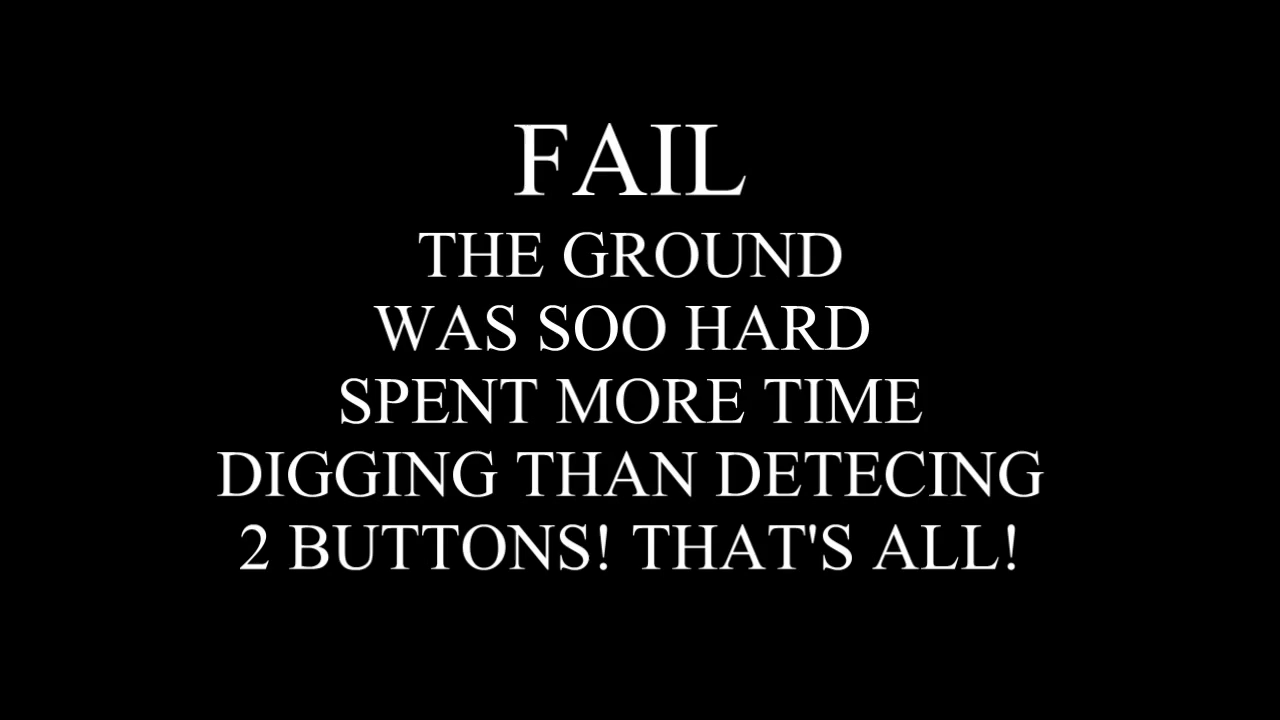 FAIL
THE GROUND
WAS SOO HARD
SPENT MORE TIME
DIGGING THAN DETECING
2 BUTTONS! THAT'S ALL!